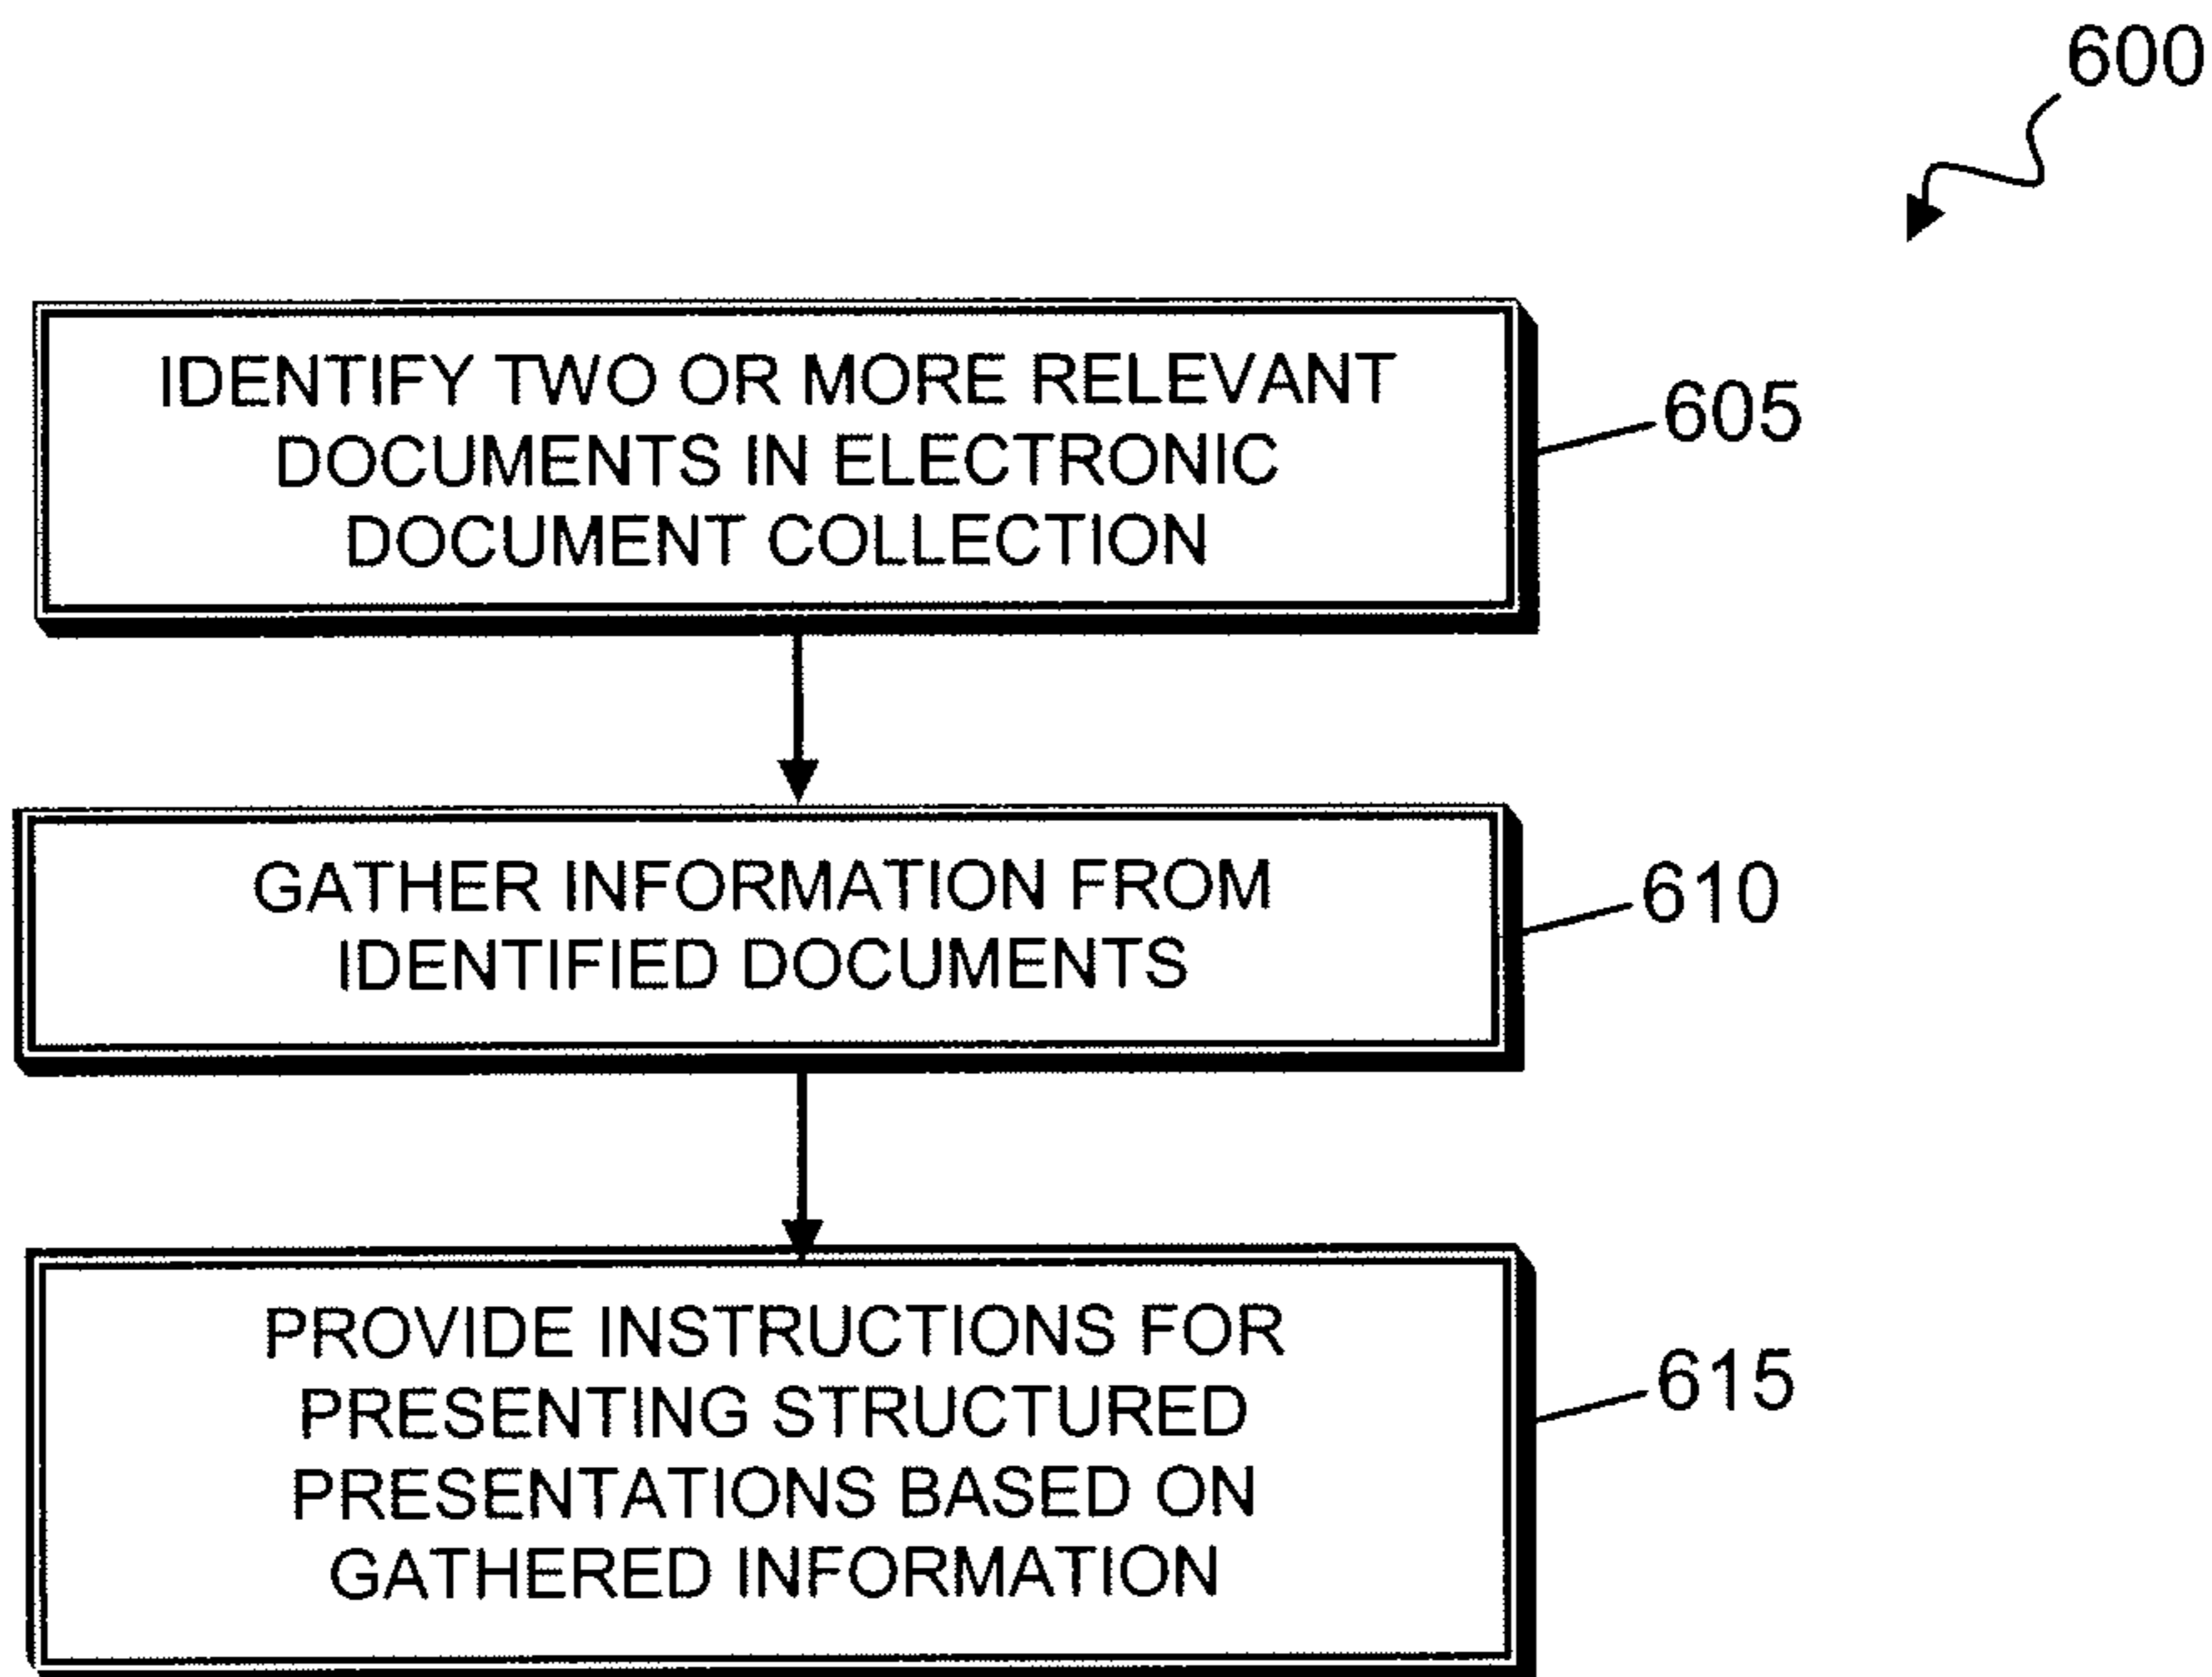 600
IDENTIFY TWO OR MORE RELEVANT
DOCUMENTS IN ELECTRONIC
DOCUMENT COLLECTION
605
GATHER INFORMATION FROM
IDENTIFIED DOCUMENTS
610
PROVIDE INSTRUCTIONS FOR
PRESENTING STRUCTURED
PRESENTATIONS BASED ON
GATHERED INFORMATION
615